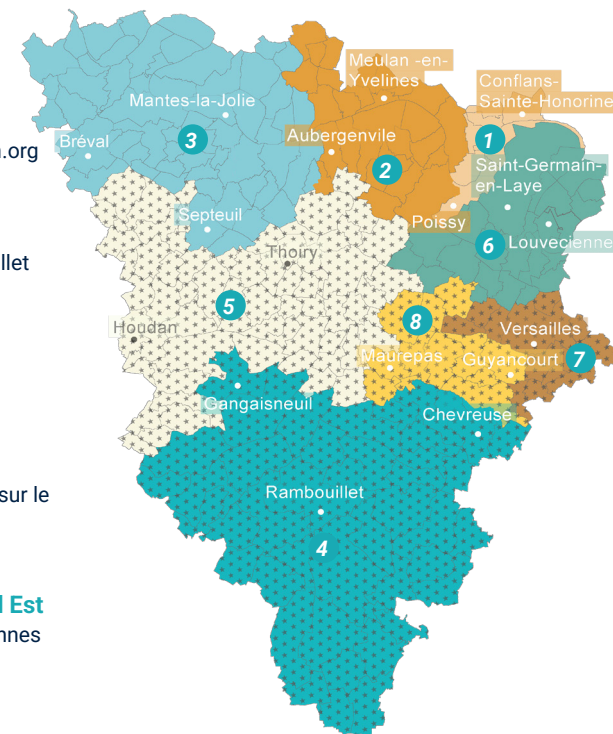 Meulan -en-
Yvelines
Conflans-
Sainte-Honorine
Mantes-la-Jolie
Aubergenville
1
.org
Bréval
3
2
Saint-Germain-
en-Laye
Septeuil
Poissy
6
Louvecienne
llet
Thoiry
5
8
Houdan
Versailles
7
Maurepas
Guyancourt
Gangaisneuil
Chevreuse
sur le
Rambouillet
4
l Est
nnes